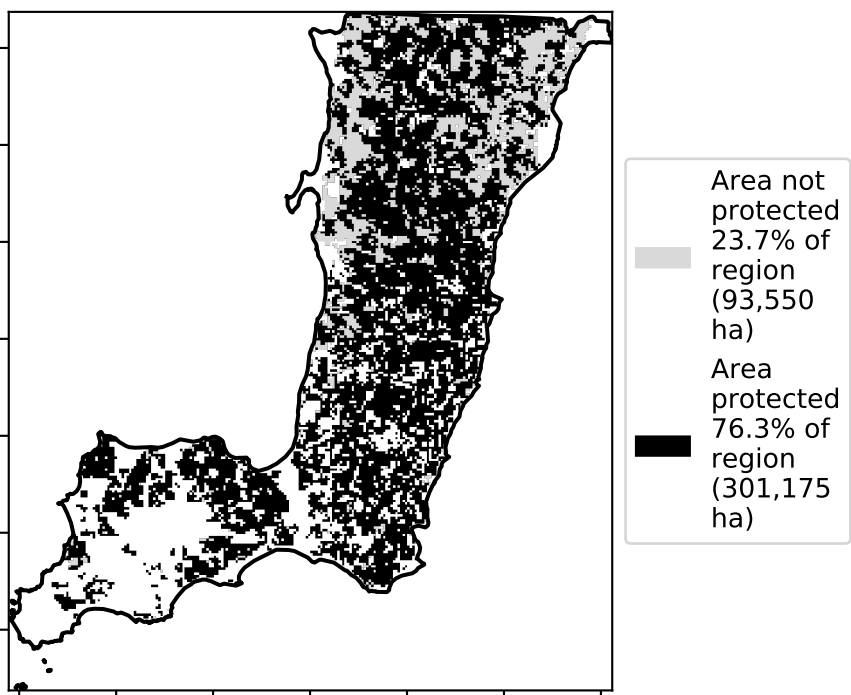 Area not
protected
23.7% of
region
(93,550
ha)
Area
protected
76.3% of
region
(301,175
ha)